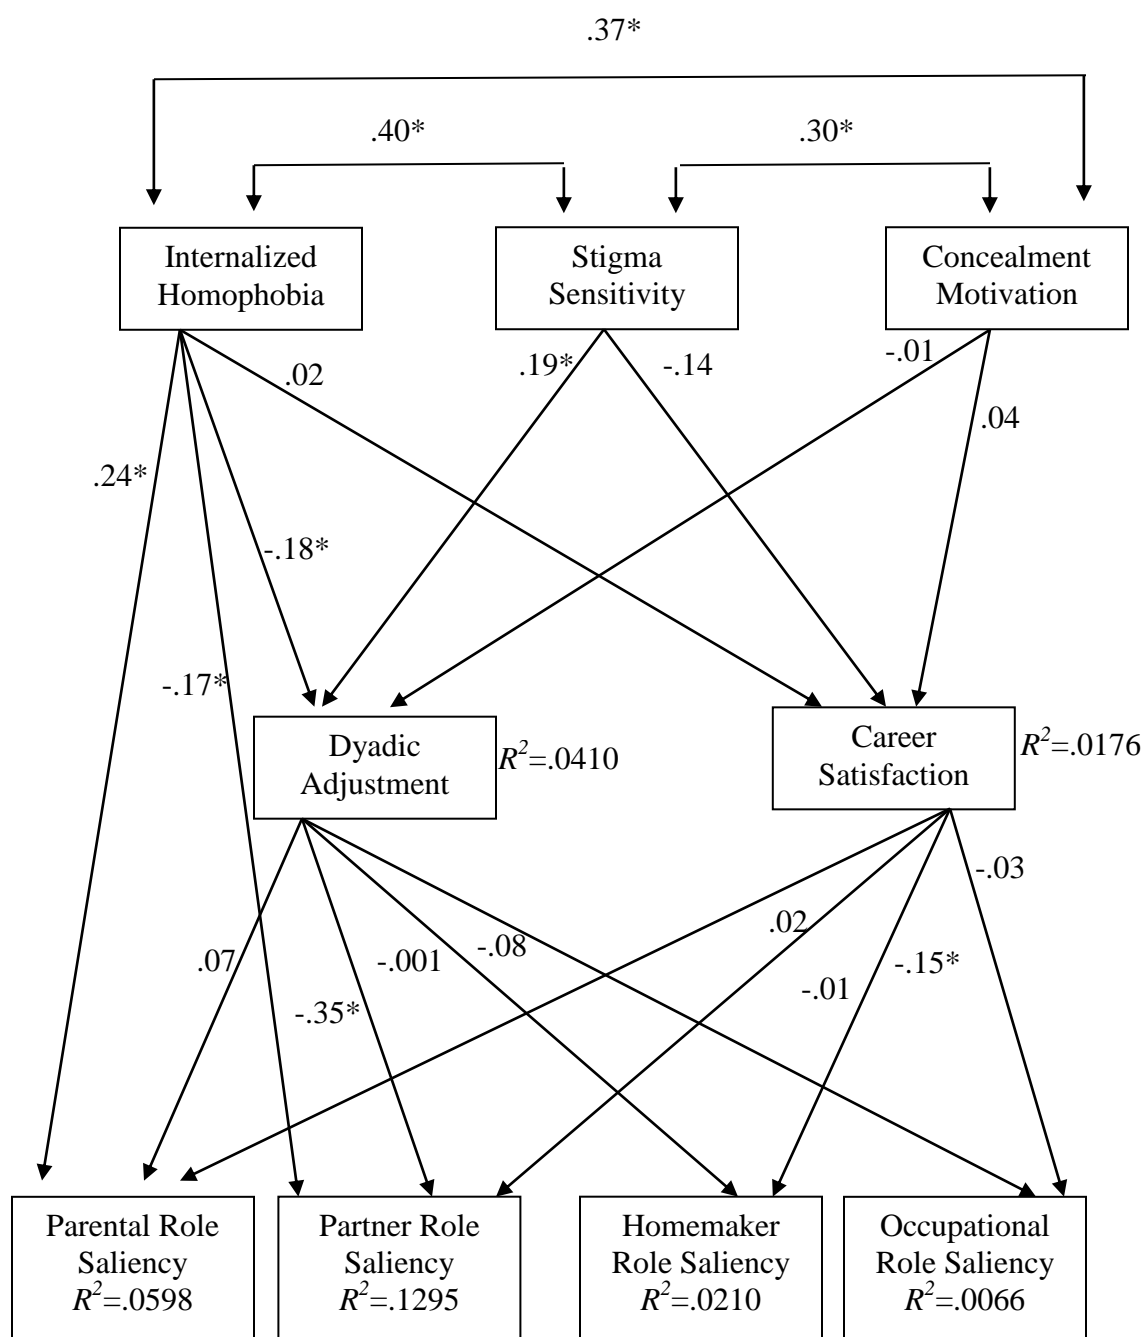 .37*
.40*
.30*
Internalized
Homophobia
Stigma
Sensitivity
Concealment
Motivation
.02
.19*
-.14
-.01
.04
.24*
-.18*
-.17*
Dyadic
Adjustment
R²=.0410
Career
Satisfaction
R²=.0176
.07
-.35*
-.001
-.08
.02
-.01
-.15*
-.03
Parental Role
Saliency
R²=.0598
Partner Role
Saliency
R²=.1295
Homemaker
Role Saliency
R²=.0210
Occupational
Role Saliency
R²=.0066